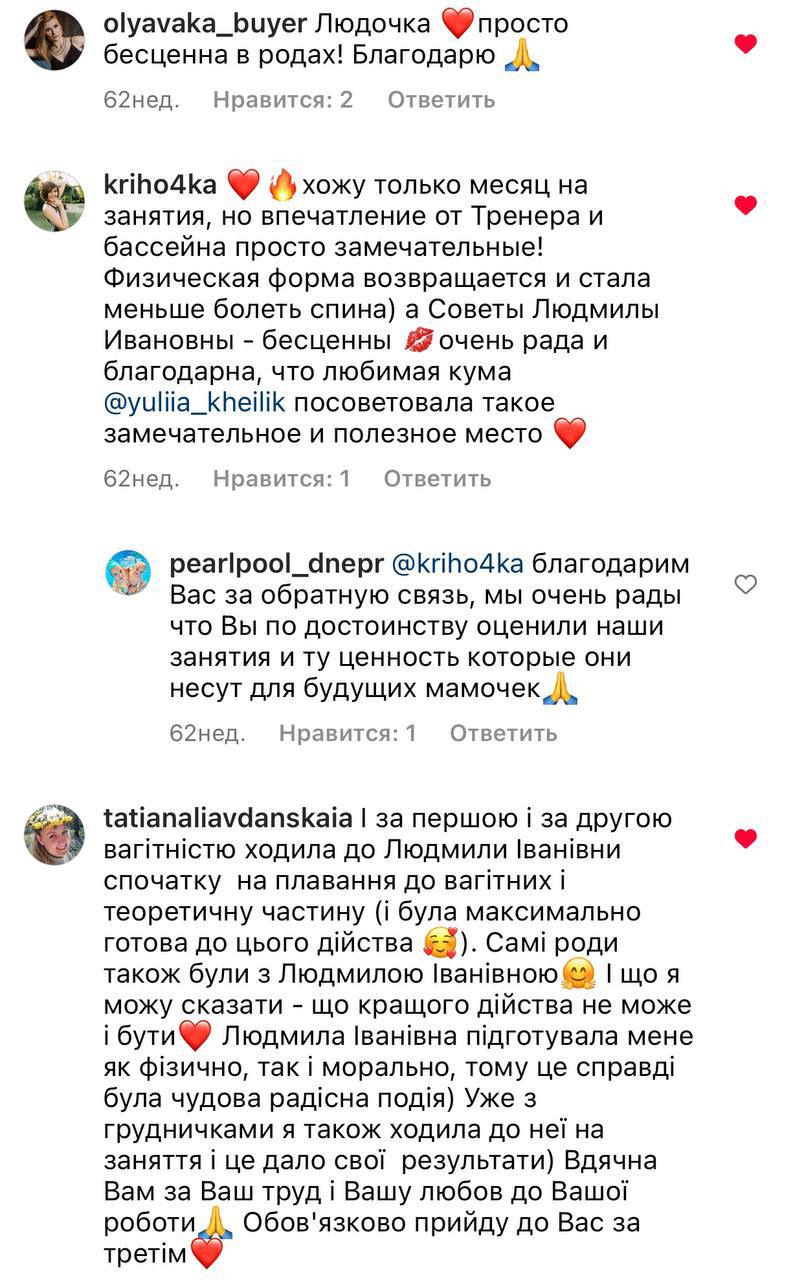 olyavaka_buyer Людочка ❤️просто
бесценна в родах! Благодарю 🙏
62нед. Нравится: 2 Ответить
kriho4ka ❤️🔥хожу только месяц на
занятия, но впечатление от Тренера и
бассейна просто замечательные!
Физическая форма возвращается и стала
меньше болеть спина) а Советы Людмилы
Ивановны - бесценны 💋очень рада и
благодарна, что любимая кума
@yuliia_kheilik посоветовала такое
замечательное и полезное место ❤️
62нед. Нравится: 1 Ответить
pearlpool_dnepr @kriho4ka благодарим
Вас за обратную связь, мы очень рады
что Вы по достоинству оценили наши
занятия и ту ценность которые они
несут для будущих мамочек🙏
62нед. Нравится: 1 Ответить
tatianaliavdanskaia І за першою і за другою
вагітністю ходила до Людмили Іванівни
спочатку  на плавання до вагітних і
теоретичну частину (і була максимально
готова до цього дійства 🥰). Самі роди
також були з Людмилою Іванівною🤗 І що я
можу сказати - що кращого дійства не може
і бути❤️ Людмила Іванівна підготувала мене
як фізично, так і морально, тому це справді
була чудова радісна подія) Уже з
грудничками я також ходила до неї на
заняття і це дало свої  результати) Вдячна
Вам за Ваш труд і Вашу любов до Вашої
роботи🙏 Обов'язково прийду до Вас за
третім❤️